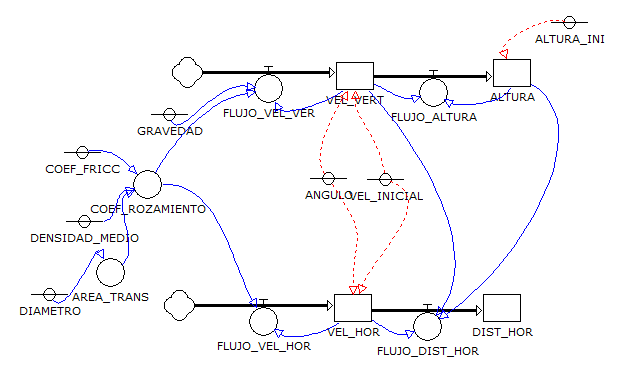 ALTURA_INI
VEL_VERT
ALTURA
FLUJO_VEL_VER
FLUJO_ALTURA
GRAVEDAD
COEF_FRICC
ANGULO
VEL_INICIAL
COEF_ROZAMIENTO
DENSIDAD_MEDIO
AREA_TRANS
DIAMETRO
VEL_HOR
DIST_HOR
FLUJO_VEL_HOR
FLUJO_DIST_HOR